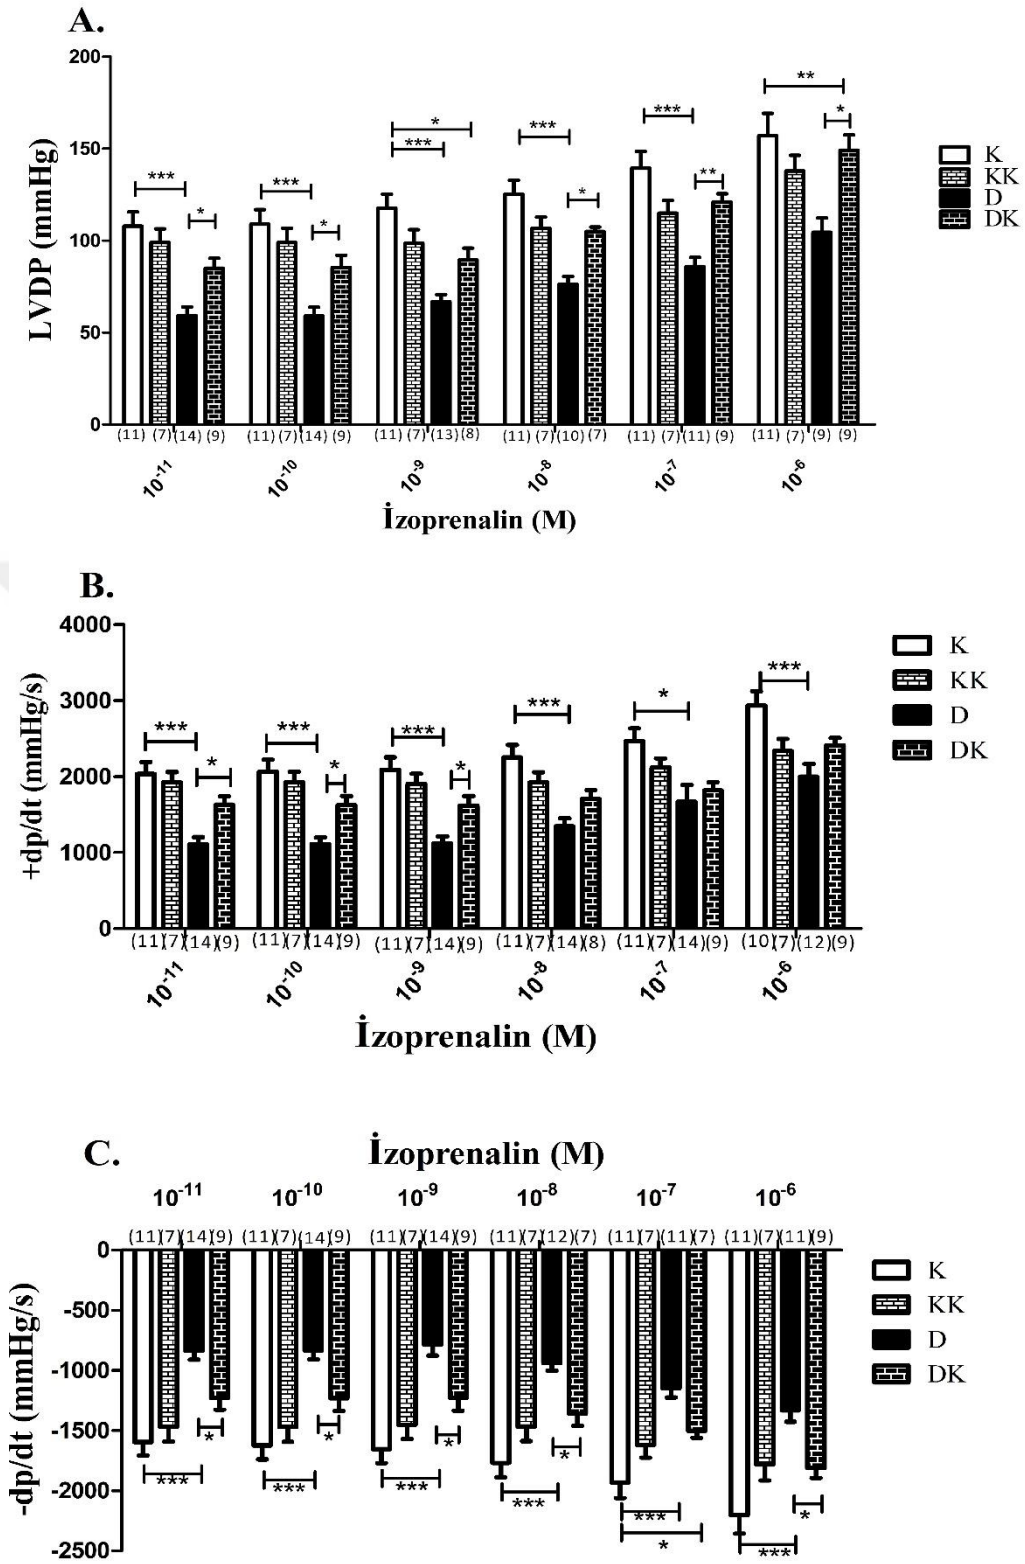 A.
LVDP (mmHg)
200
150
100
50
0
*** * *** * * *** *** * *** ** ** *
K
KK
D
DK
(11) (7) (14) (9) (11) (7) (14) (9) (11) (7) (13) (8) (11) (7) (10) (7) (11) (7) (11) (9) (11) (7) (9) (9)
10-11 10-10 10-9 10-8 10-7 10-6
İzoprenalin (M)
B.
+dp/dt (mmHg/s)
4000
3000
2000
1000
0
*** * *** * *** * *** * ***
K
KK
D
DK
(11) (7) (14) (9) (11) (7) (14) (9) (11) (7) (14) (9) (11) (7) (14) (8) (11) (7) (14) (9) (10) (7) (12) (9)
10-11 10-10 10-9 10-8 10-7 10-6
İzoprenalin (M)
C.
İzoprenalin (M)
10-11 10-10 10-9 10-8 10-7 10-6
(11) (7) (14) (9) (11) (7) (14) (9) (11) (7) (14) (9) (11) (7) (12) (7) (11) (7) (11) (7) (11) (7) (11) (9)
-dp/dt (mmHg/s)
0
-500
-1000
-1500
-2000
-2500
K
KK
D
DK
*** * *** * *** * *** * *** * *** *